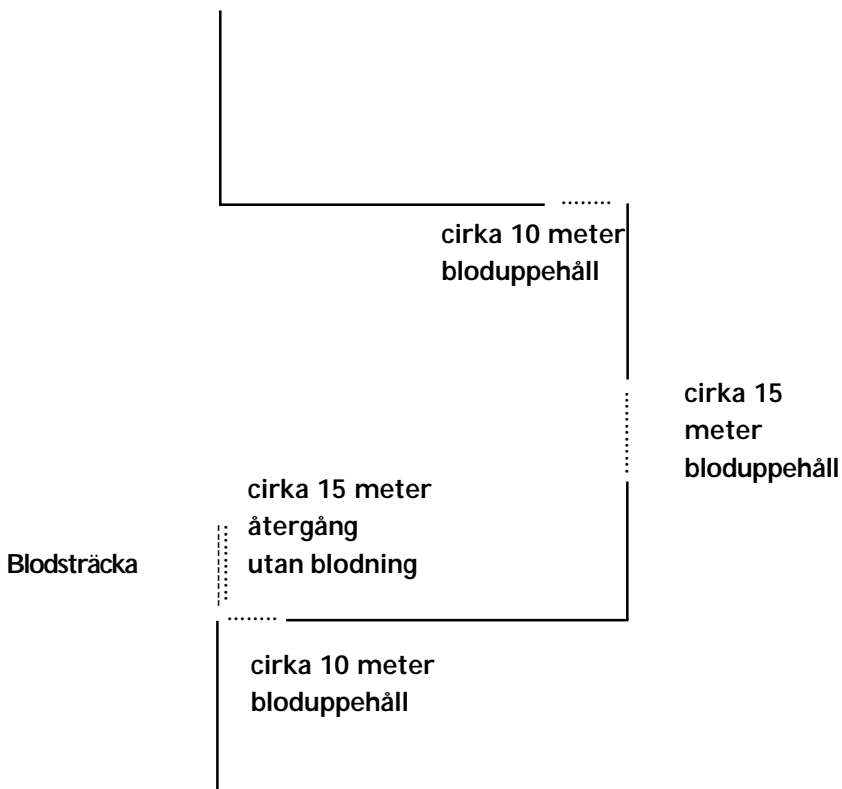 cirka 10 meter
bloduppehåll
cirka 15
meter
bloduppehåll
cirka 15 meter
återgång
Blodsträcka
utan blodning
cirka 10 meter
bloduppehåll